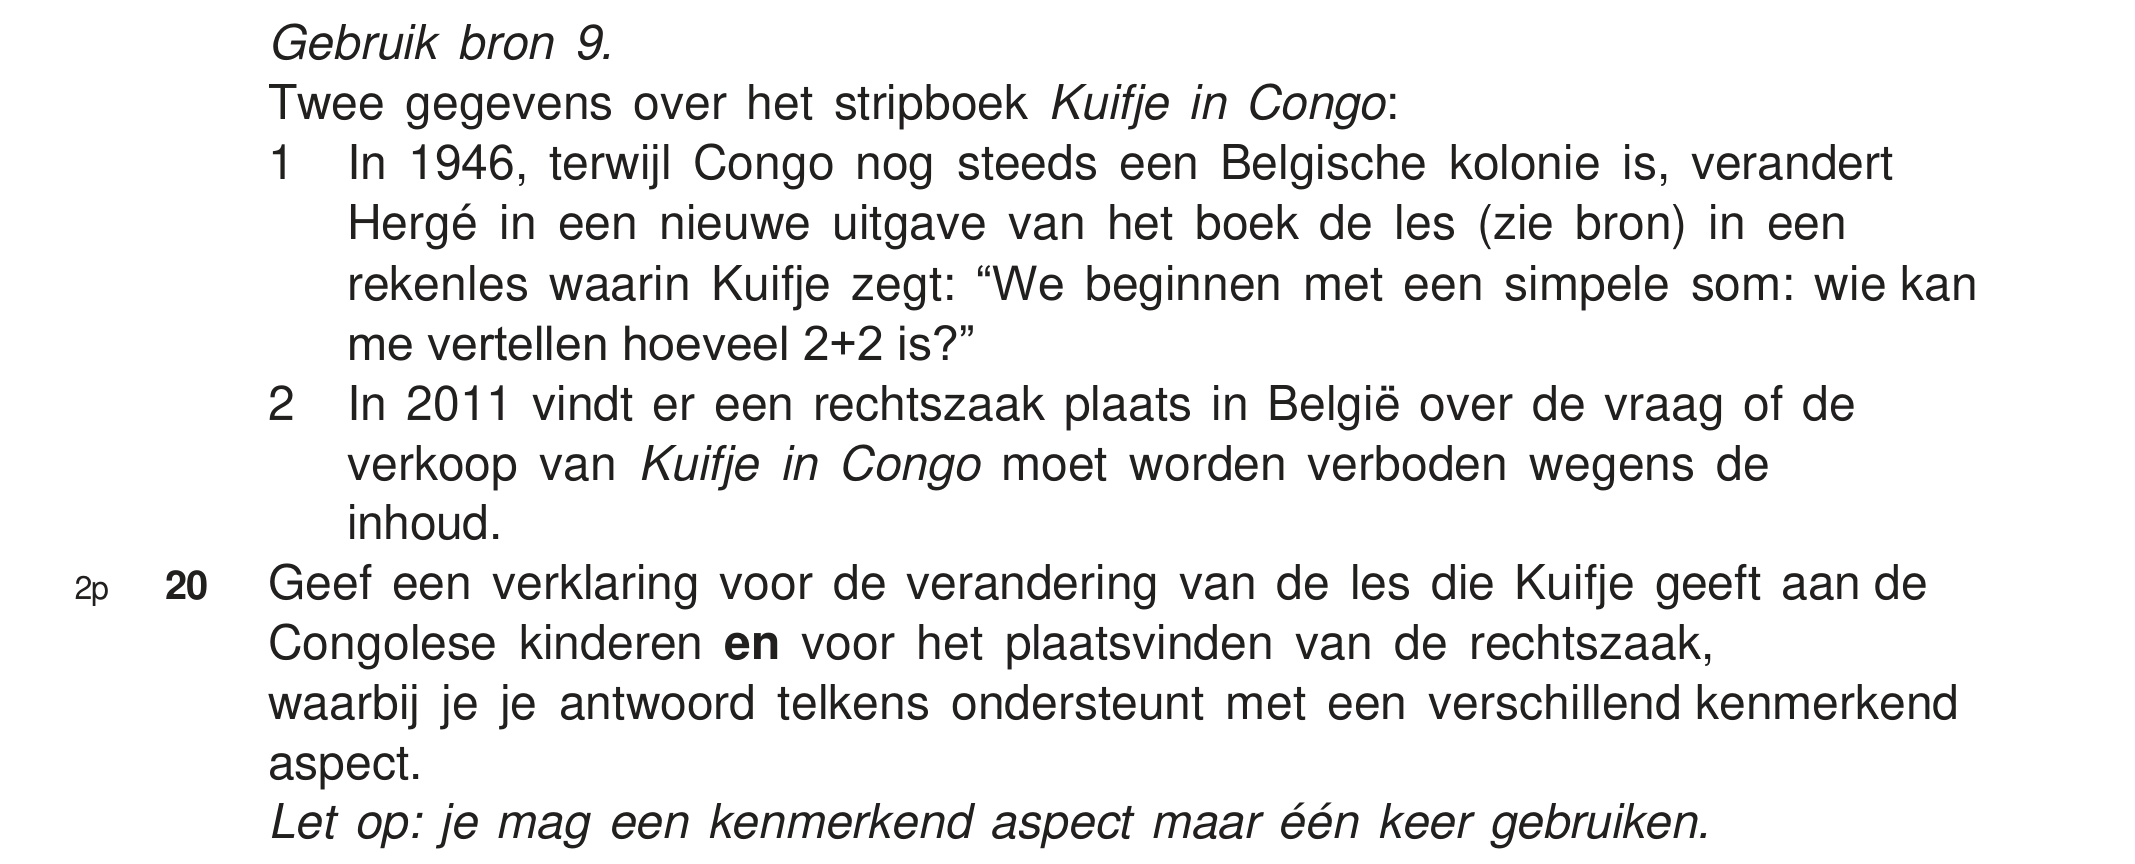 Gebruik bron 9.
Twee gegevens over het stripboek Kuifje in Congo:
1 In 1946, terwijl Congo nog steeds een Belgische kolonie is, verandert
Hergé in een nieuwe uitgave van het boek de les (zie bron) in een
rekenles waarin Kuifje zegt: “We beginnen met een simpele som: wie kan
me vertellen hoeveel 2+2 is?”
2 In 2011 vindt er een rechtszaak plaats in België over de vraag of de
verkoop van Kuifje in Congo moet worden verboden wegens de
inhoud.
2p 20 Geef een verklaring voor de verandering van de les die Kuifje geeft aan de
Congolese kinderen en voor het plaatsvinden van de rechtszaak,
waarbij je je antwoord telkens ondersteunt met een verschillend kenmerkend
aspect.
Let op: je mag een kenmerkend aspect maar één keer gebruiken.